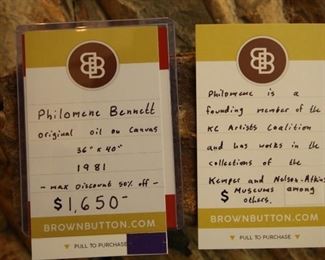 BB
Philomene Bennett
original oil on canvas
36" x 40"
1981
- max Discount 50% off -
$1,650-
BROWNBUTTON.COM
PULL TO PURCHASE
BB
Philomene is a
founding member of the
KC Artists Coalition
and has works in the
collections of the
Kemper and Nelson-Atkins
$ Museums among
others.
BROWNBUTTON.COM
PULL TO PURCHASE